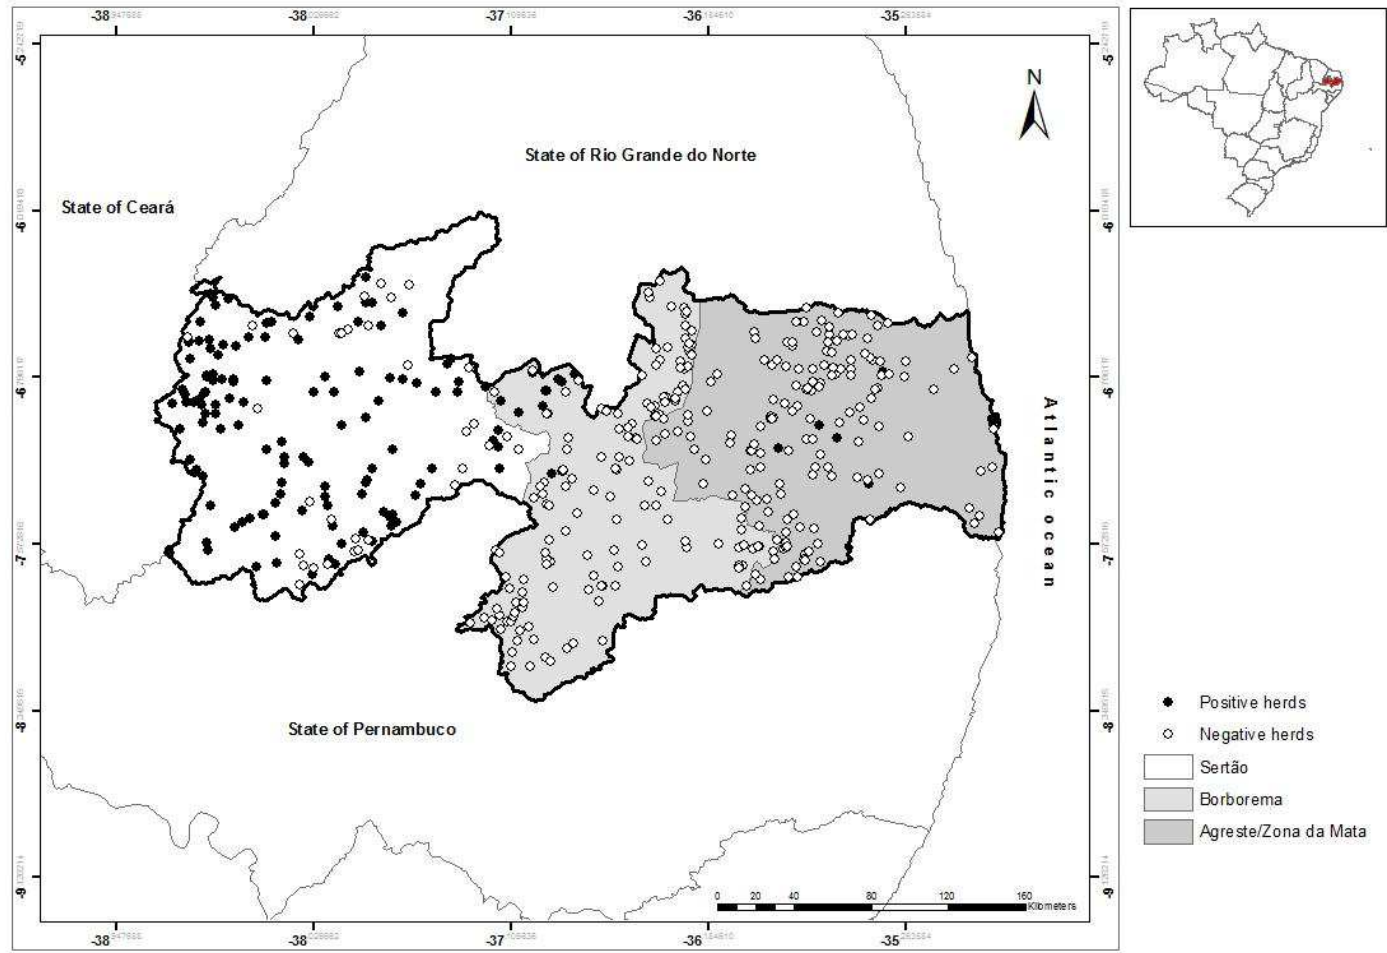 -38 -38 -37 -36 -35
-5 -5
N
State of Rio Grande do Norte
State of Ceará
-6 -6
-6 -6
Atlantic ocean
-7 -7
State of Pernambuco
-8 -8
Positive herds
Negative herds
Sertão
Borborema
Agreste/Zona da Mata
-9 -9
0 20 40 80 120 160
Kilometers
-38 -38 -37 -36 -35